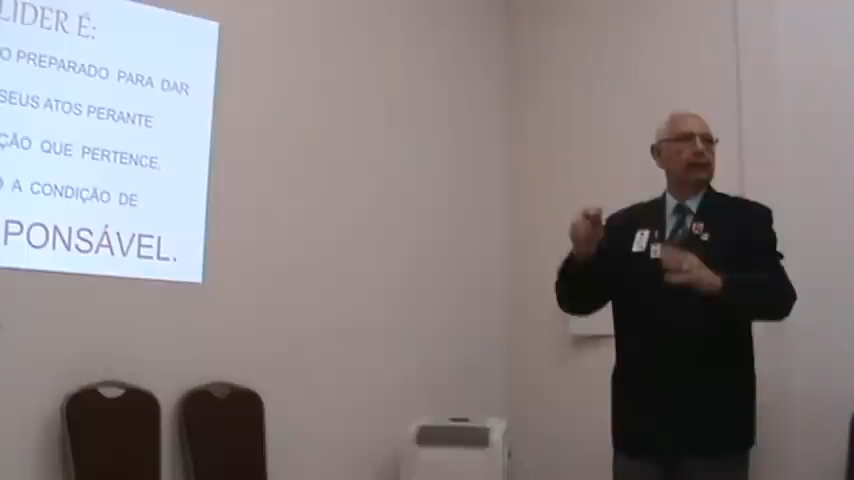 LIDER É:
O PREPARADO PARA DAR
SEUS ATOS PERANTE
ÇÃO QUE PERTENCE,
A CONDIÇÃO DE
PONSÁVEL.